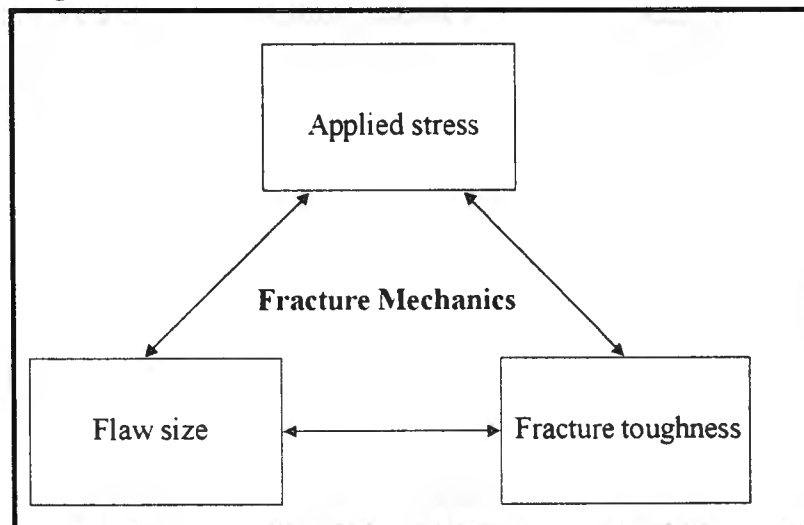 Applied stress
Fracture Mechanics
Flaw size
Fracture toughness